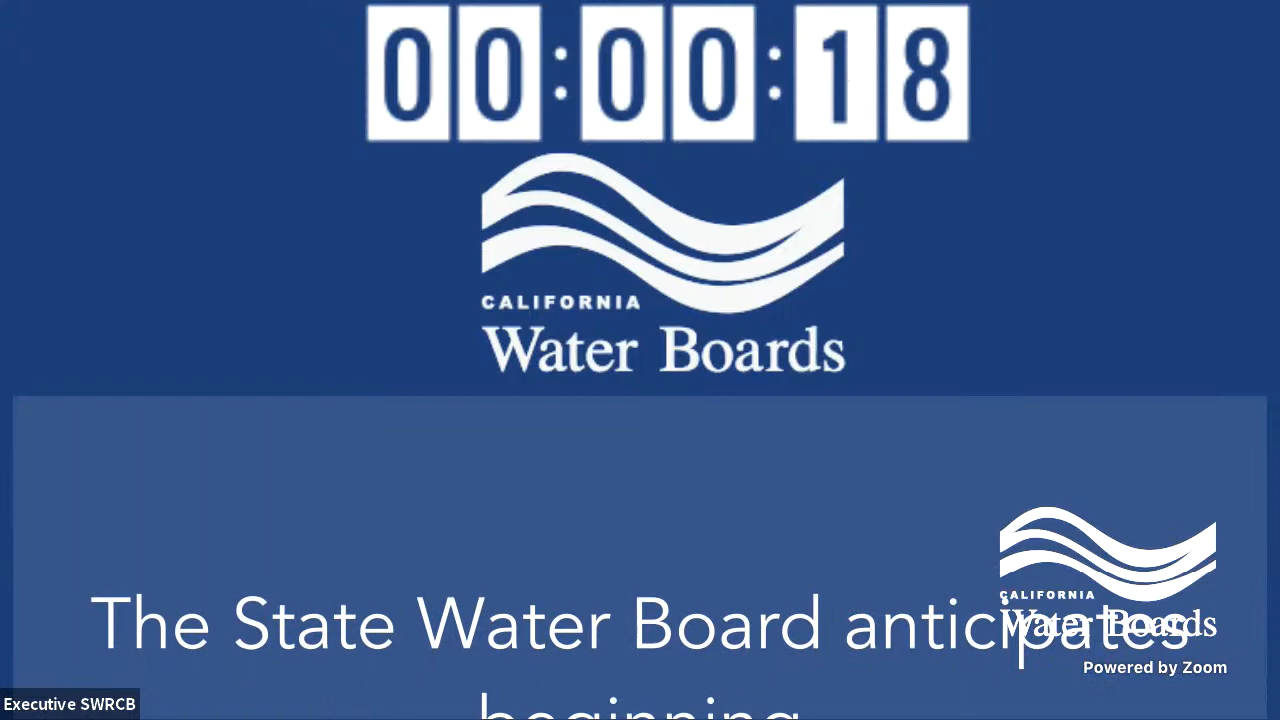 00:00:18
CALIFORNIA
Water Boards
The State Water Board anticipates
beginning
CALIFORNIA
Water Boards
Powered by Zoom
Executive SWRCB